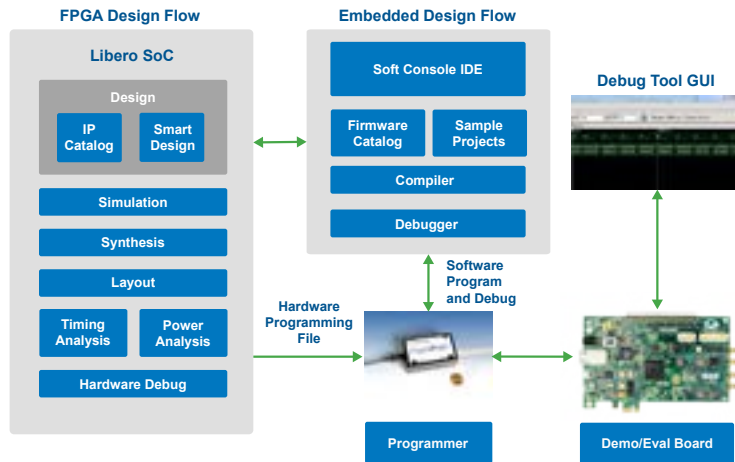 FPGA Design Flow
Libero SoC
Design
IP
Catalog
Smart
Design
Simulation
Synthesis
Layout
Timing
Analysis
Power
Analysis
Hardware Debug
Embedded Design Flow
Soft Console IDE
Firmware
Catalog
Sample
Projects
Compiler
Debugger
Software
Program
and Debug
Hardware
Programming
File
Programmer
Debug Tool GUI
Demo/Eval Board